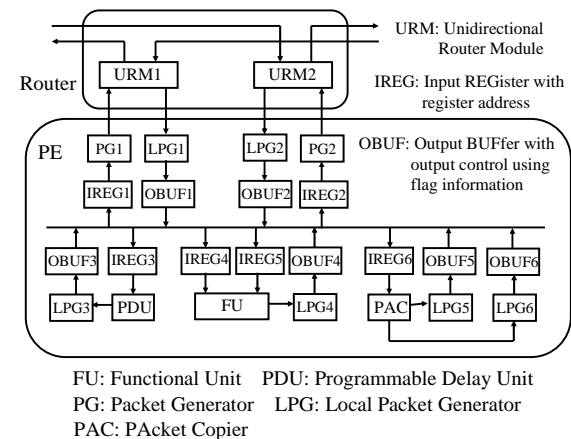 URM: Unidirectional
Router Module
Router
URM1 URM2
IREG: Input REGister with
register address
PE
PG1 LPG1 LPG2 PG2
OBUF: Output BUFfer with
output control using
flag information
IREG1 OBUF1 OBUF2 IREG2
OBUF3 IREG3 IREG4 IREG5 OBUF4 IREG6 OBUF5 OBUF6
LPG3 PDU FU LPG4 PAC LPG5 LPG6
FU: Functional Unit PDU: Programmable Delay Unit
PG: Packet Generator LPG: Local Packet Generator
PAC: PAcket Copier